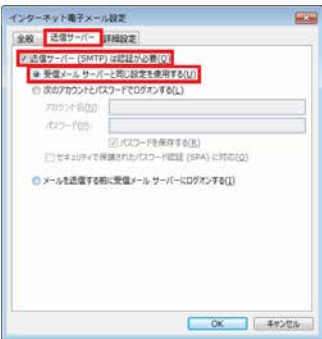 インターネット電子メール設定
全般 送信サーバー 詳細設定
送信サーバー (SMTP) は認証が必要(O)
受信メール サーバーと同じ設定を使用する(U)
次のアカウントとパスワードでログオンする(L)
アカウント名(N):
パスワード(P):
パスワードを保存する(R)
セキュリティで保護されたパスワード認証 (SPA) に対応(Q)
メールを送信する前に受信メール サーバーにログオンする(I)
OK キャンセル